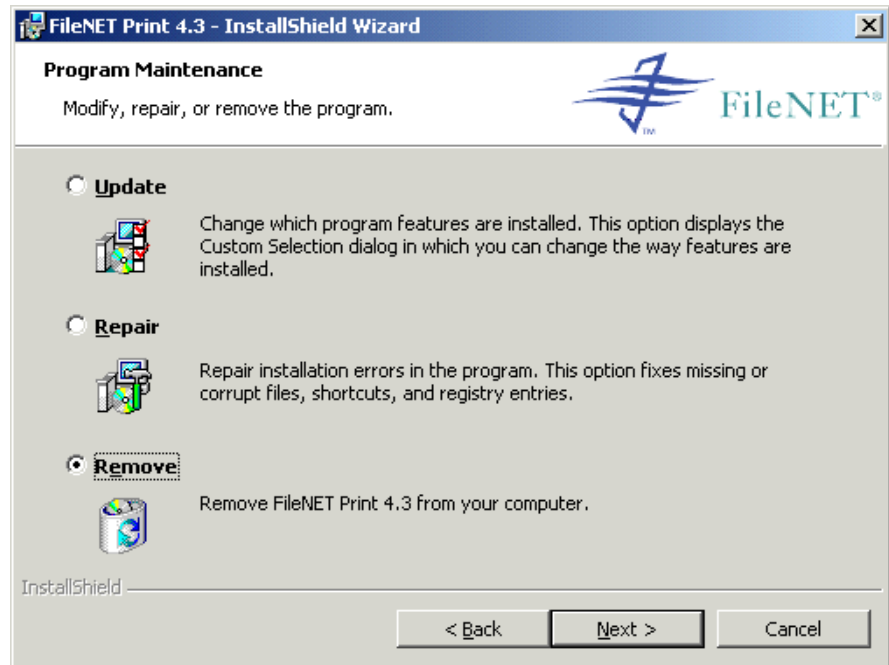 FileNET Print 4.3 - InstallShield Wizard
Program Maintenance
Modify, repair, or remove the program.
FileNET®
TM
Update
Change which program features are installed. This option displays the
Custom Selection dialog in which you can change the way features are
installed.
Repair
Repair installation errors in the program. This option fixes missing or
corrupt files, shortcuts, and registry entries.
Remove
Remove FileNET Print 4.3 from your computer.
InstallShield
< Back
Next >
Cancel